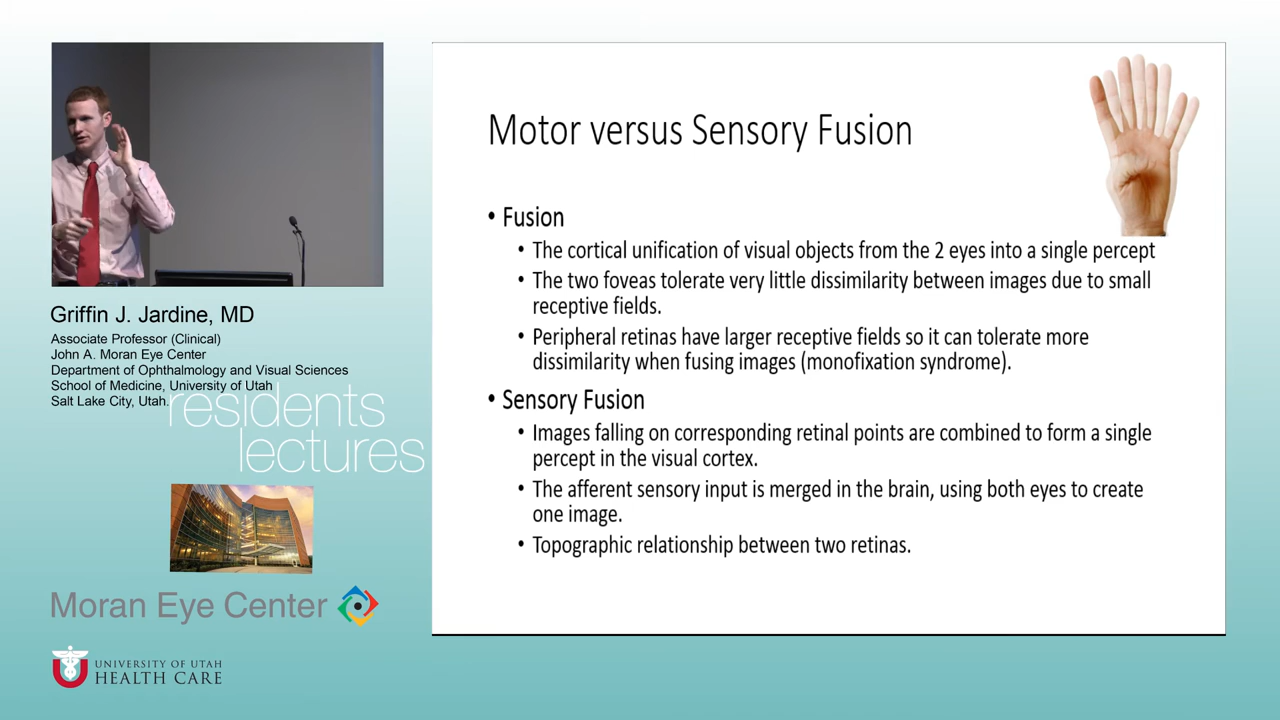 Griffin J. Jardine, MD
Associate Professor (Clinical)
John A. Moran Eye Center
Department of Ophthalmology and Visual Sciences
School of Medicine, University of Utah
Salt Lake City, Utah.
residents
lectures
Moran Eye Center
UNIVERSITY OF UTAH
HEALTH CARE
Motor versus Sensory Fusion
• Fusion
• The cortical unification of visual objects from the 2 eyes into a single percept
• The two foveas tolerate very little dissimilarity between images due to small
receptive fields.
• Peripheral retinas have larger receptive fields so it can tolerate more
dissimilarity when fusing images (monofixation syndrome).
• Sensory Fusion
• Images falling on corresponding retinal points are combined to form a single
percept in the visual cortex.
• The afferent sensory input is merged in the brain, using both eyes to create
one image.
• Topographic relationship between two retinas.